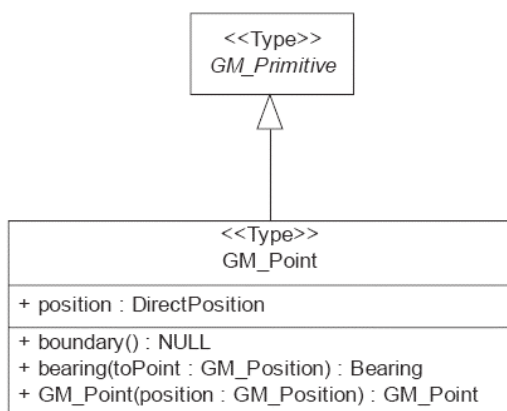 <<Type>>
GM_Primitive
<<Type>>
GM_Point
+ position : DirectPosition
+ boundary() : NULL
+ bearing(toPoint : GM_Position) : Bearing
+ GM_Point(position : GM_Position) : GM_Point